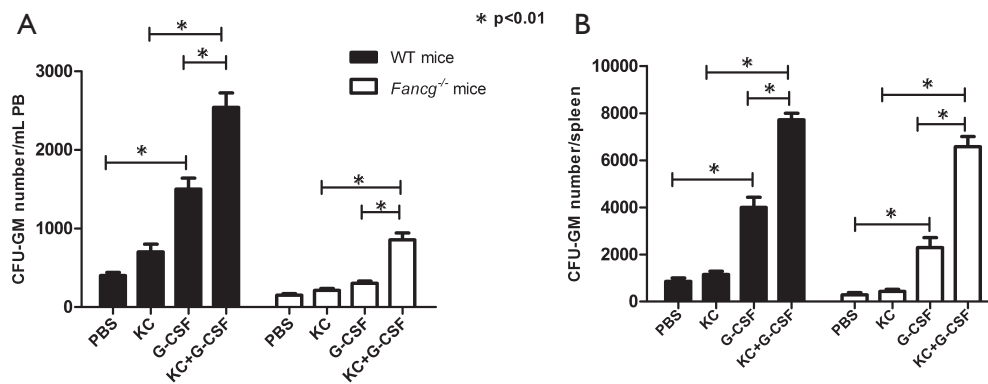 A
* p<0.01
B
WT mice
Fancg-/- mice
CFU-GM number/mL PB
3000
2000
1000
0
*
*
*
*
*
PBS
KC
G-CSF
KC+G-CSF
PBS
KC
G-CSF
KC+G-CSF
CFU-GM number/spleen
10000
8000
6000
4000
2000
0
*
*
*
*
*
*
PBS
KC
G-CSF
KC+G-CSF
PBS
KC
G-CSF
KC+G-CSF